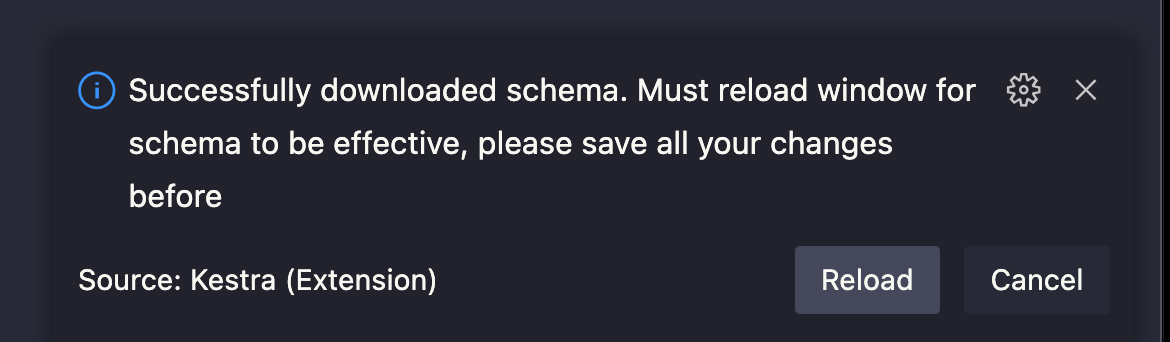 Successfully downloaded schema. Must reload window for
schema to be effective, please save all your changes
before
Source: Kestra (Extension)
Reload
Cancel